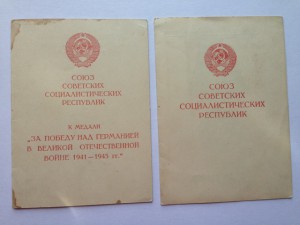 СОЮЗ
СОВЕТСКИХ
СОЦИАЛИСТИЧЕСКИХ
РЕСПУБЛИК
К МЕДАЛИ
„ЗА ПОБЕДУ НАД ГЕРМАНИЕЙ
В ВЕЛИКОЙ ОТЕЧЕСТВЕННОЙ
ВОЙНЕ 1941—1945 гг."
СОЮЗ
СОВЕТСКИХ
СОЦИАЛИСТИЧЕСКИХ
РЕСПУБЛИК